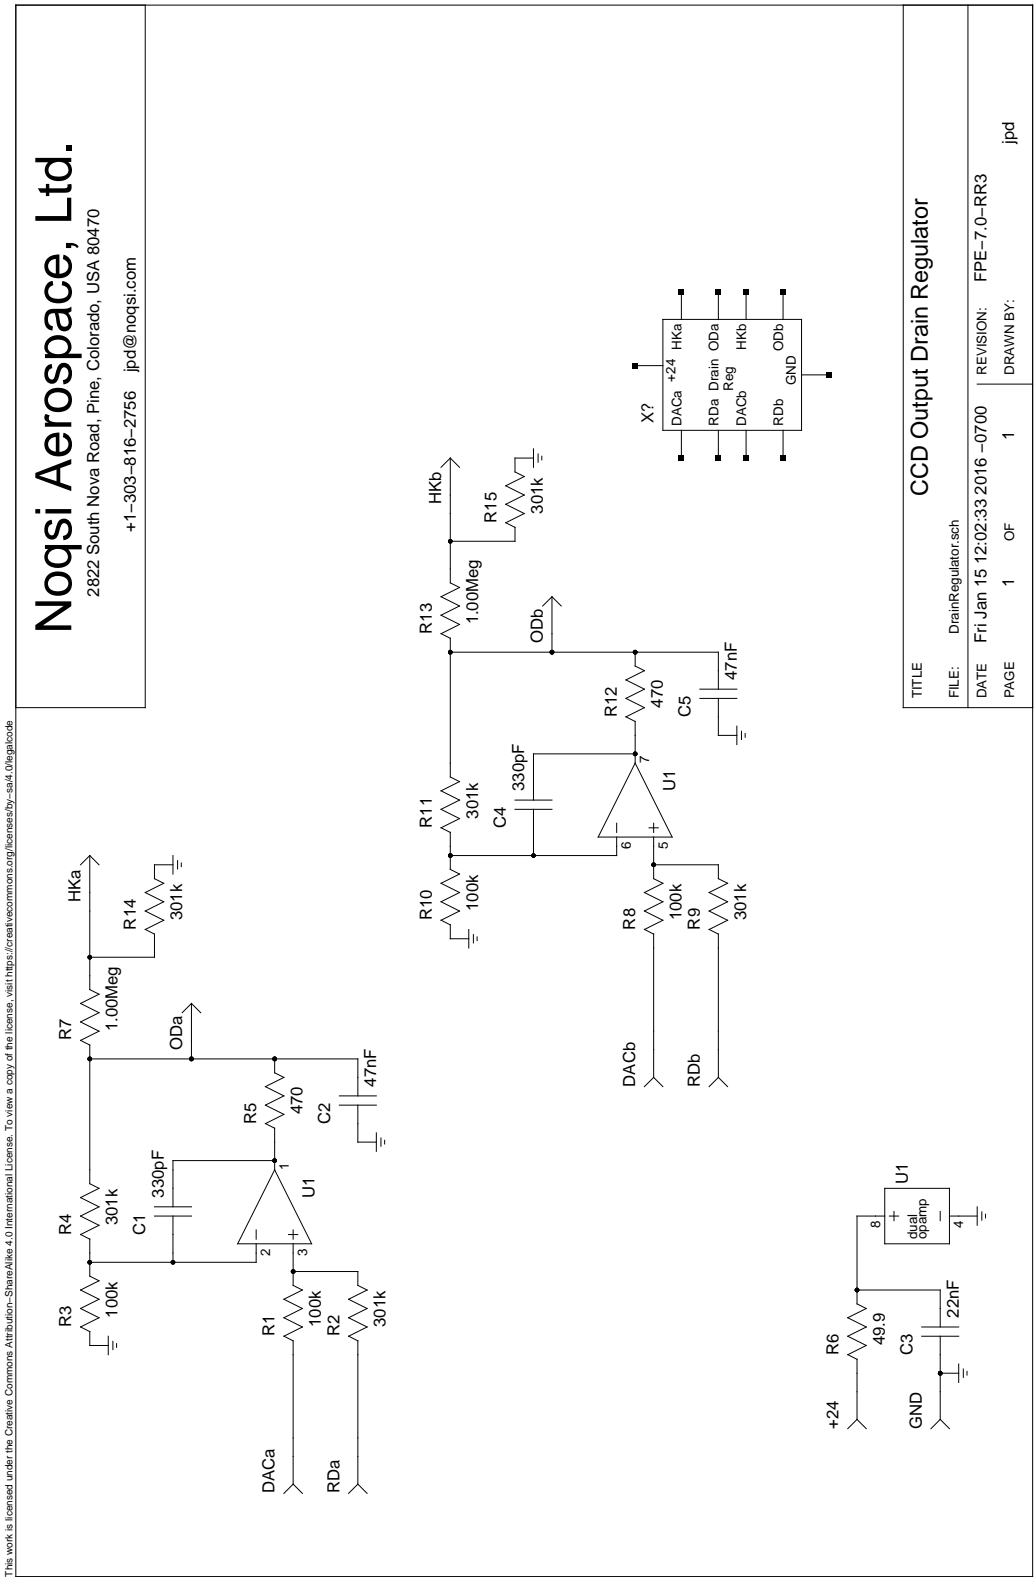 This work is licensed under the Creative Commons Attribution−ShareAlike 4.0 International License. To view a copy of the license, visit https://creativecommons.org/licenses/by−sa/4.0/legalcode
Noqsi Aerospace, Ltd.
2822 South Nova Road, Pine, Colorado, USA 80470
+1−303−816−2756 jpd@noqsi.com
R3
100k
R4
301k
R7
1.00Meg
HKa
R14
301k
C1
330pF
ODa
2
3
1
U1
R5
470
C2
47nF
R1
100k
R2
301k
DACa
RDa
R10
100k
R11
301k
R13
1.00Meg
HKb
R15
301k
C4
330pF
ODb
6
5
7
U1
R12
470
C5
47nF
R8
100k
R9
301k
DACb
RDb
X?
DACa +24 HKa
RDa Drain ODa
Reg
DACb HKb
RDb ODb
GND
+24
R6
49.9
GND
C3
22nF
8
+
dual
opamp
−
4
U1
TITLE
CCD Output Drain Regulator
FILE: DrainRegulator.sch
DATE Fri Jan 15 12:02:33 2016 −0700
REVISION: FPE−7.0−RR3
PAGE 1 OF 1
DRAWN BY: jpd